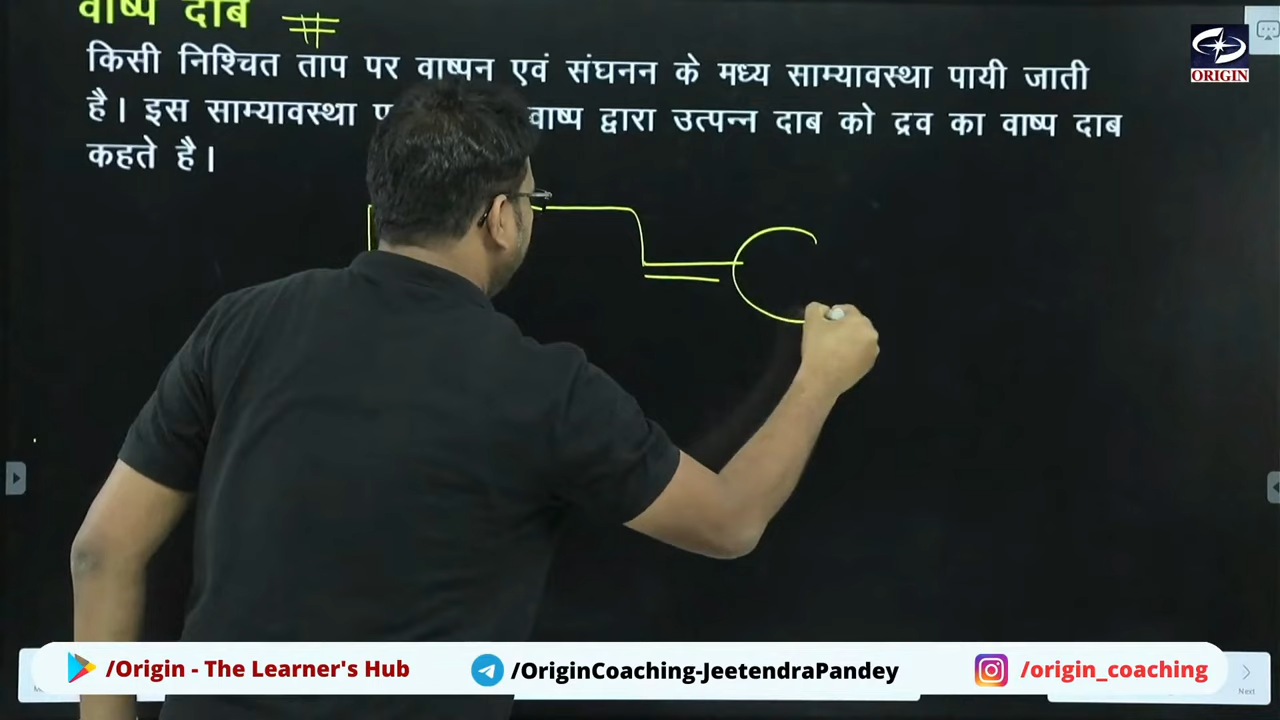 वाष्प दाब #
किसी निश्चित ताप पर वाष्पन एवं संघनन के मध्य साम्यावस्था पायी जाती
है। इस साम्यावस्था वाष्प द्वारा उत्पन्न दाब को द्रव का वाष्प दाब
कहते है।
ORIGIN
/Origin - The Learner's Hub
/OriginCoaching-JeetendraPandey
/origin_coaching
Next